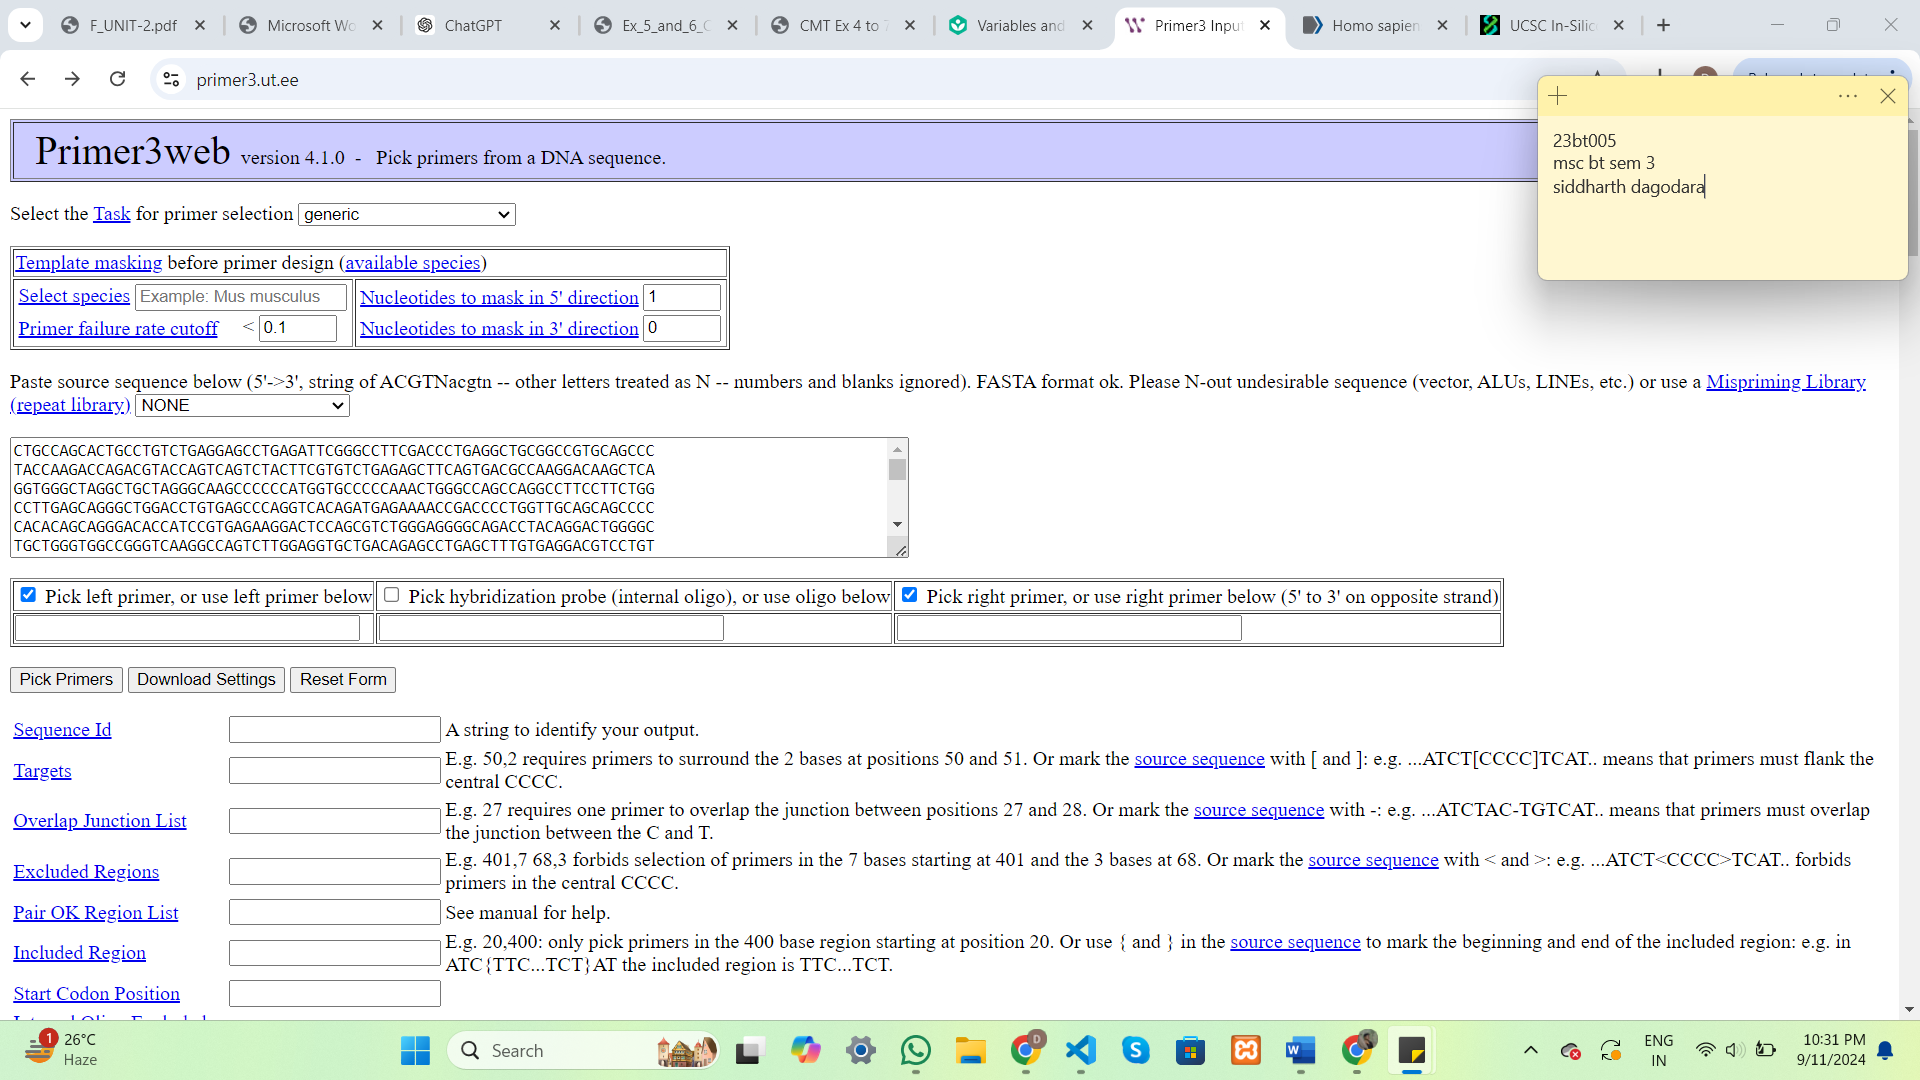 F_UNIT-2.pdf
Microsoft Wo
ChatGPT
Ex_5_and_6_C
CMT Ex 4 to 7
Variables and
Primer3 Input
Homo sapien
UCSC In-Silic
primer3.ut.ee
23bt005
msc bt sem 3
siddharth dagodara
Primer3web version 4.1.0 - Pick primers from a DNA sequence.
Select the Task for primer selection generic
Template masking before primer design (available species)
Select species Example: Mus musculus Nucleotides to mask in 5' direction 1
Primer failure rate cutoff < 0.1 Nucleotides to mask in 3' direction 0
Paste source sequence below (5'->3', string of ACGTNacgtn -- other letters treated as N -- numbers and blanks ignored). FASTA format ok. Please N-out undesirable sequence (vector, ALUs, LINEs, etc.) or use a Mispriming Library
(repeat library) NONE
CTGCCAGCACTGCCTGTCTGAGGAGCCTGAGATTCGGGCCTTCGACCCTGAGGCTGCGGCCGTGCAGCCC
TACCAAGACCAGACGTACCAGTCAGTCTACTTCGTGTCTGAGAGCTTCAGTGACGCCAAGGACAAGCTCA
GGTGGGCTAGGCTGCTAGGGCAAGCCCCCCATGGTGCCCCCAAACTGGGCCAGCCAGGCCTTCCTTCTGG
CCTTGAGCAGGGCTGGACCTGTGAGCCCAGGTCACAGATGAGAAAACCGACCCCTGGTTGCAGCAGCCCC
CACACAGCAGGGACACCATCCGTGAGAAGGACTCCAGCGTCTGGGAGGGGCAGACCTACAGGACTGGGGC
TGCTGGGTGGCCGGGTCAAGGCCAGTCTTGGAGGTGCTGACAGAGCCTGAGCTTTGTGAGGACGTCCTGT
Pick left primer, or use left primer below Pick hybridization probe (internal oligo), or use oligo below Pick right primer, or use right primer below (5' to 3' on opposite strand)
Pick Primers Download Settings Reset Form
Sequence Id A string to identify your output.
Targets E.g. 50,2 requires primers to surround the 2 bases at positions 50 and 51. Or mark the source sequence with [ and ]: e.g. ...ATCT[CCCC]TCAT.. means that primers must flank the
central CCCC.
Overlap Junction List E.g. 27 requires one primer to overlap the junction between positions 27 and 28. Or mark the source sequence with -: e.g. ...ATCTAC-TGTCAT.. means that primers must overlap
the junction between the C and T.
Excluded Regions E.g. 401,7 68,3 forbids selection of primers in the 7 bases starting at 401 and the 3 bases at 68. Or mark the source sequence with < and >: e.g. ...ATCT<CCCC>TCAT.. forbids
primers in the central CCCC.
Pair OK Region List See manual for help.
Included Region E.g. 20,400: only pick primers in the 400 base region starting at position 20. Or use { and } in the source sequence to mark the beginning and end of the included region: e.g. in
ATC{TTC...TCT}AT the included region is TTC...TCT.
Start Codon Position
1
26°C
Haze
Search
ENG
IN
10:31 PM
9/11/2024